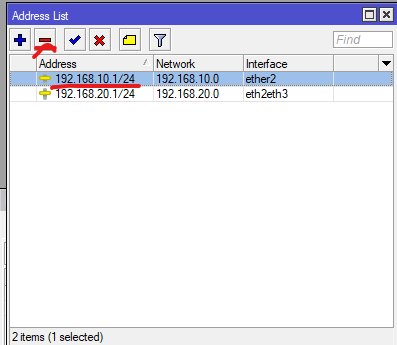 Address List
Find
Address Network Interface
192.168.10.1/24 192.168.10.0 ether2
192.168.20.1/24 192.168.20.0 eth2eth3
2 items (1 selected)